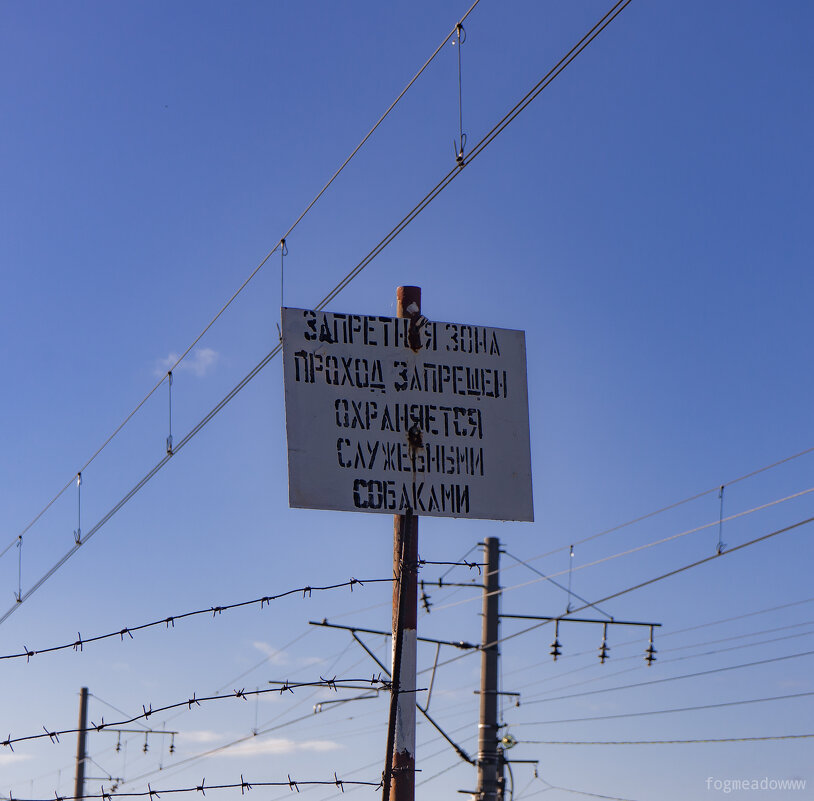 ЗАПРЕТНАЯ ЗОНА
ПРОХОД ЗАПРЕЩЕН
ОХРАНЯЕТСЯ
СЛУЖЕБНЫМИ
СОБАКАМИ
fogmeadowww